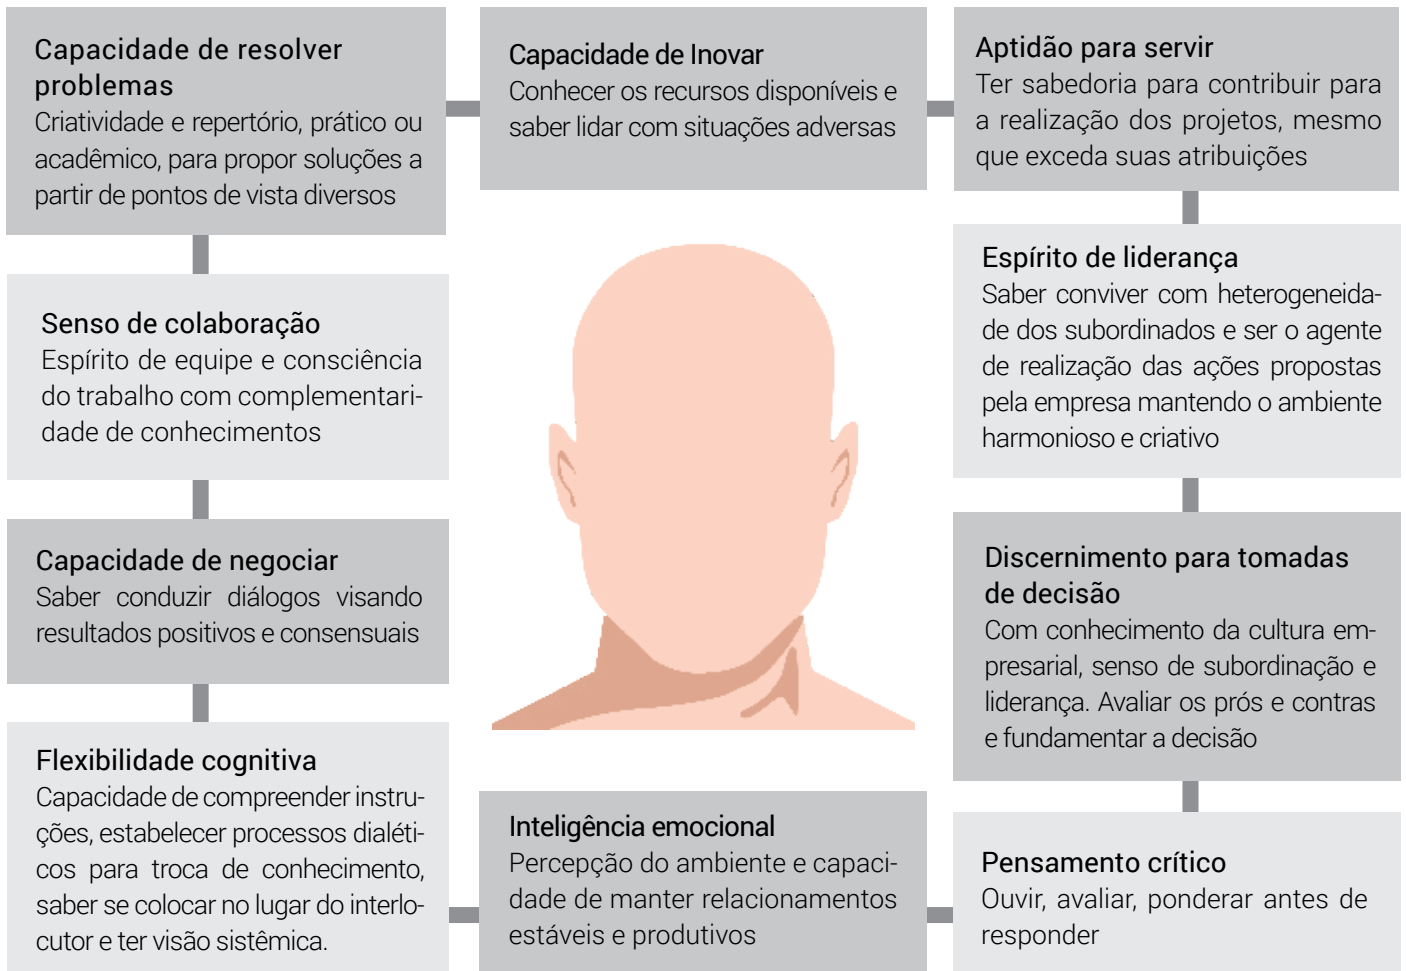 Capacidade de resolver
problemas
Criatividade e repertório, prático ou
acadêmico, para propor soluções a
partir de pontos de vista diversos
Capacidade de Inovar
Conhecer os recursos disponíveis e
saber lidar com situações adversas
Aptidão para servir
Ter sabedoria para contribuir para
a realização dos projetos, mesmo
que exceda suas atribuições
Senso de colaboração
Espírito de equipe e consciência
do trabalho com complementari-
dade de conhecimentos
Espírito de liderança
Saber conviver com heterogeneida-
de dos subordinados e ser o agente
de realização das ações propostas
pela empresa mantendo o ambiente
harmonioso e criativo
Capacidade de negociar
Saber conduzir diálogos visando
resultados positivos e consensuais
Discernimento para tomadas
de decisão
Com conhecimento da cultura em-
presarial, senso de subordinação e
liderança. Avaliar os prós e contras
e fundamentar a decisão
Flexibilidade cognitiva
Capacidade de compreender instru-
ções, estabelecer processos dialéti-
cos para troca de conhecimento,
saber se colocar no lugar do interlo-
cutor e ter visão sistêmica.
Inteligência emocional
Percepção do ambiente e capaci-
dade de manter relacionamentos
estáveis e produtivos
Pensamento crítico
Ouvir, avaliar, ponderar antes de
responder